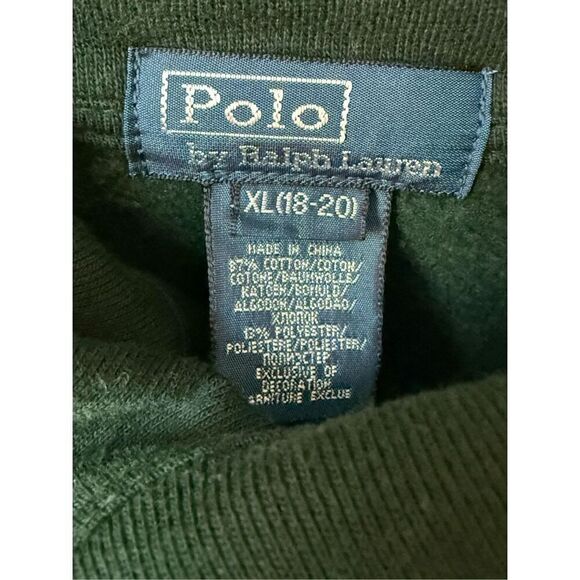 Polo
by Ralph Lauren
XL(18-20)
MADE IN CHINA
87% COTTON/COTON/
COTONE/BAUMWOLLE/
KATOEN/BOMULD/
ALGODON/ALGODAO/
ХЛОПОК
13% POLYESTER/
POLIESTERE/POLIESTER/
ПОЛИЭСТЕР
EXCLUSIVE OF
DECORATION
GARNITURE EXCLUE